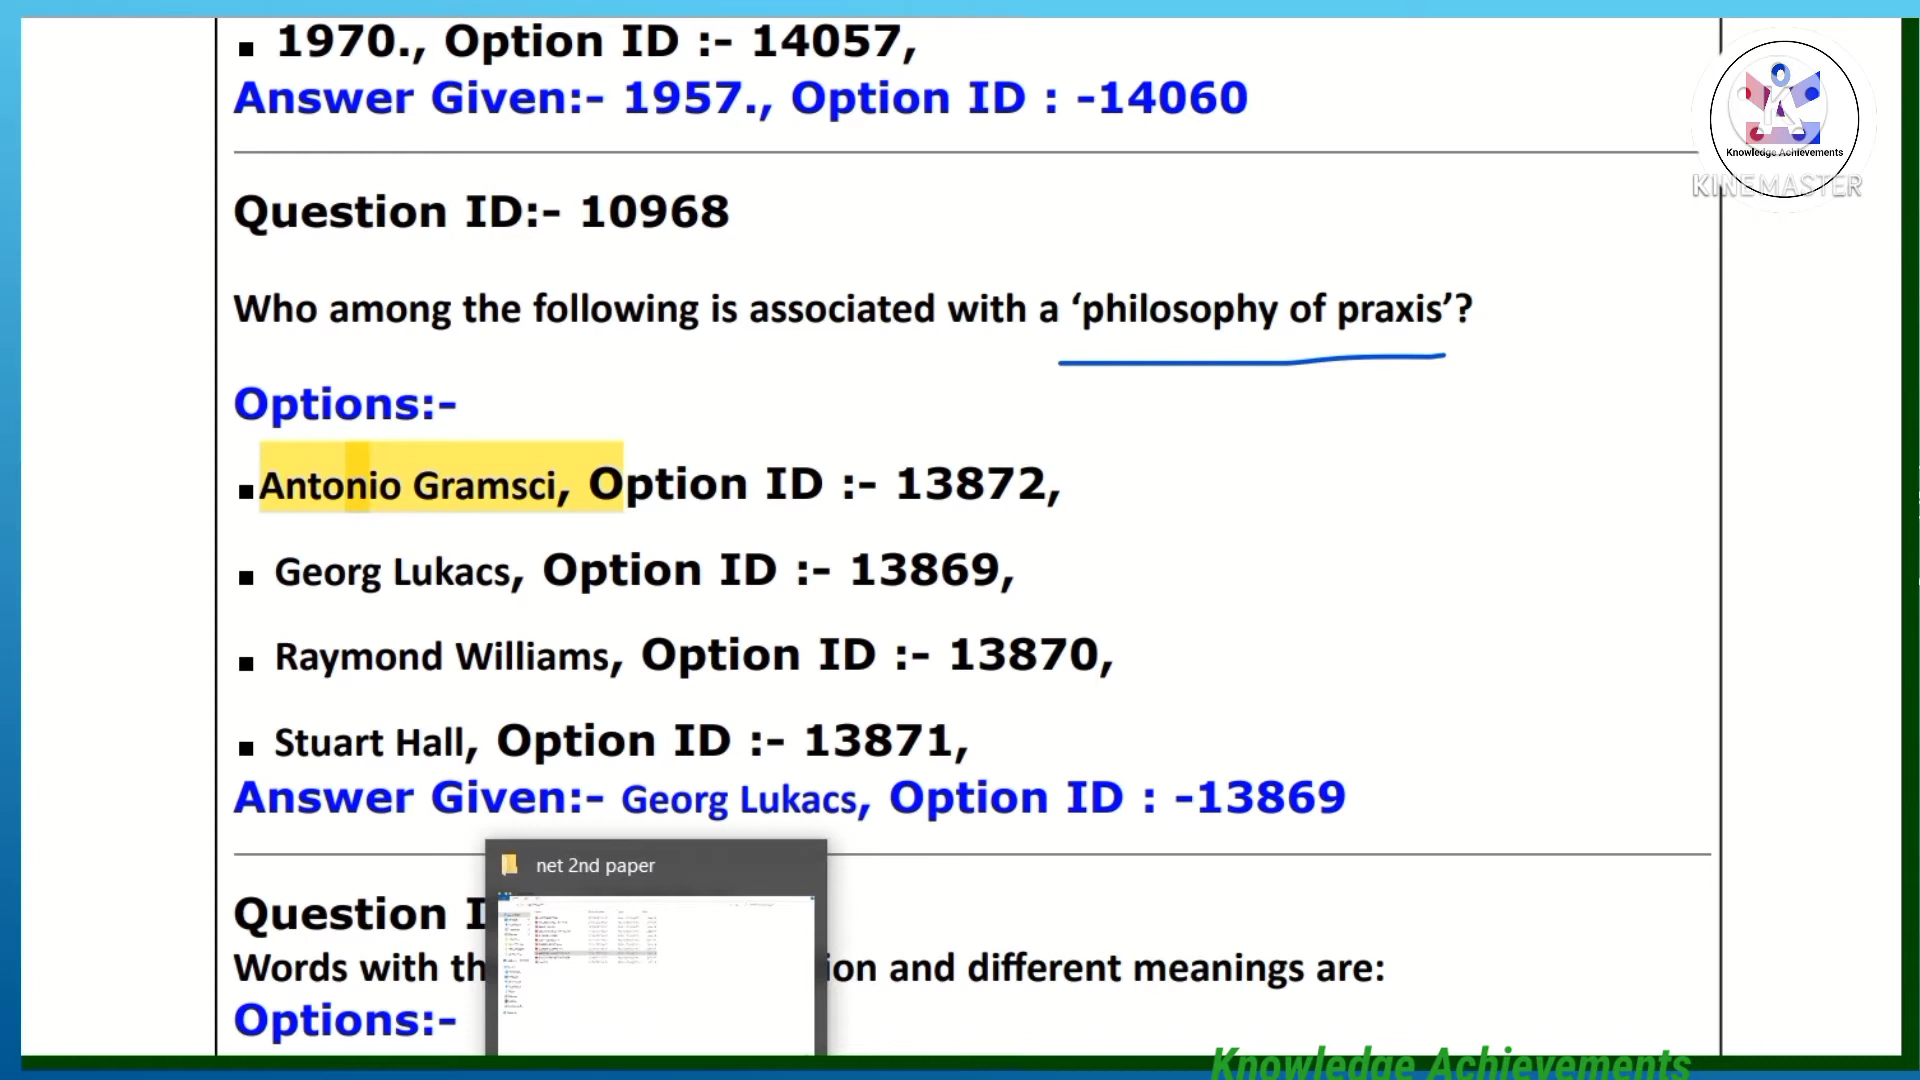 ▪ 1970., Option ID :- 14057,
Answer Given:- 1957., Option ID : -14060
Knowledge Achievements
KINEMASTER
Question ID:- 10968
Who among the following is associated with a ‘philosophy of praxis’?
Options:-
▪ Antonio Gramsci, Option ID :- 13872,
▪ Georg Lukacs, Option ID :- 13869,
▪ Raymond Williams, Option ID :- 13870,
▪ Stuart Hall, Option ID :- 13871,
Answer Given:- Georg Lukacs, Option ID : -13869
net 2nd paper
Question I
Words with th ion and different meanings are:
Options:-
Knowledge Achievements